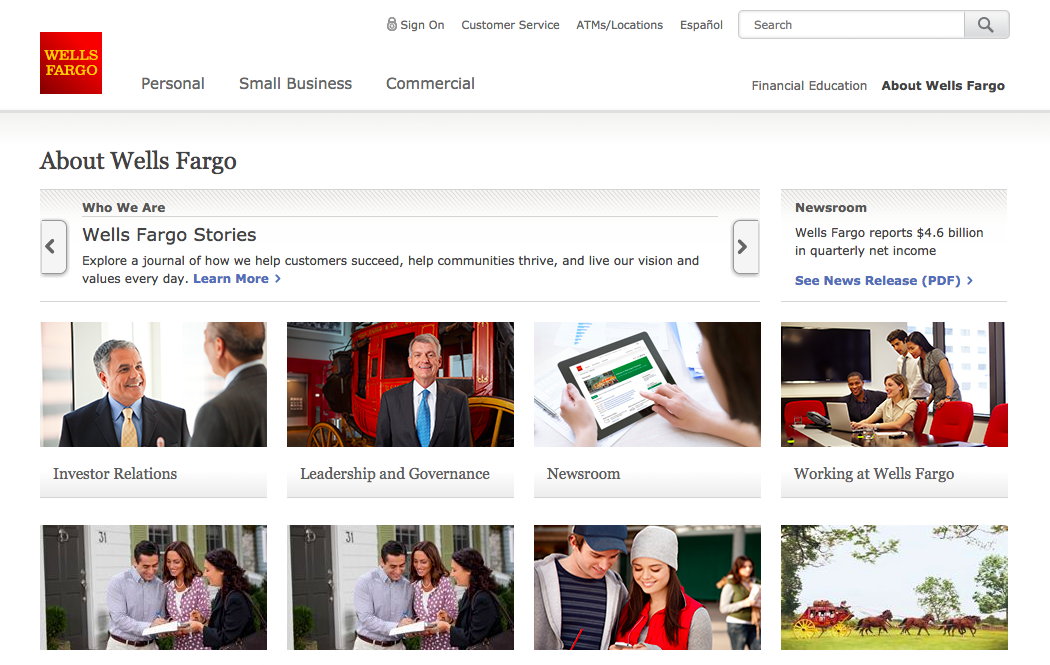 Sign On Customer Service ATMs/Locations Español Search
WELLS
FARGO
Personal Small Business Commercial
Financial Education About Wells Fargo
About Wells Fargo
Who We Are
Wells Fargo Stories
Explore a journal of how we help customers succeed, help communities thrive, and live our vision and
values every day. Learn More >
Newsroom
Wells Fargo reports $4.6 billion
in quarterly net income
See News Release (PDF) >
Investor Relations
Leadership and Governance
Newsroom
Working at Wells Fargo
31
31